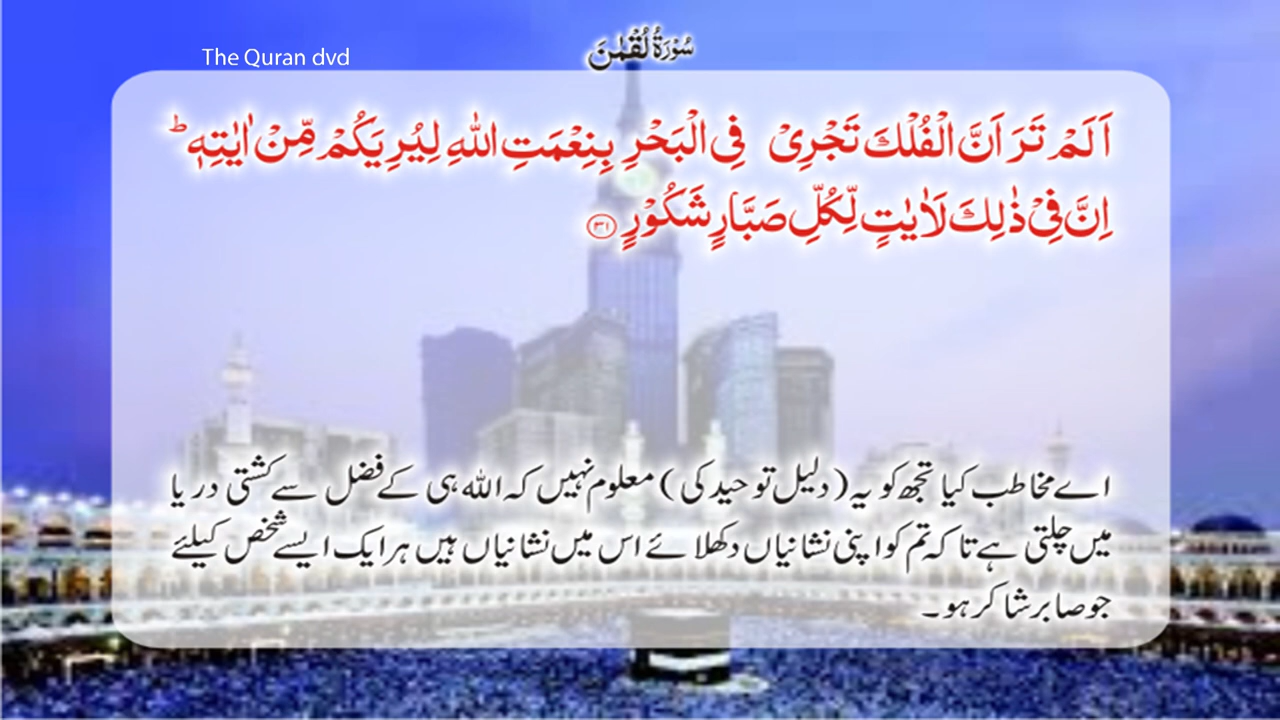 The Quran dvd
سُوْرَةُ لُقْمٰنَ
اَلَمْ تَرَ اَنَّ الْفُلْكَ تَجْرِیْ فِی الْبَحْرِ بِنِعْمَتِ اللّٰهِ لِیُرِیَكُمْ مِّنْ اٰیٰتِهٖ ؕ
اِنَّ فِیْ ذٰلِكَ لَاٰیٰتٍ لِّكُلِّ صَبَّارٍ شَكُوْرٍ ۝۳۱
اے مخاطب کیا تجھ کو یہ (دلیل توحید کی) معلوم نہیں کہ اللہ ہی کے فضل سے کشتی دریا
میں چلتی ہے تاکہ تم کو اپنی نشانیاں دکھلائے اس میں نشانیاں ہیں ہر ایک ایسے شخص کیلئے
جو صابر شاکر ہو۔